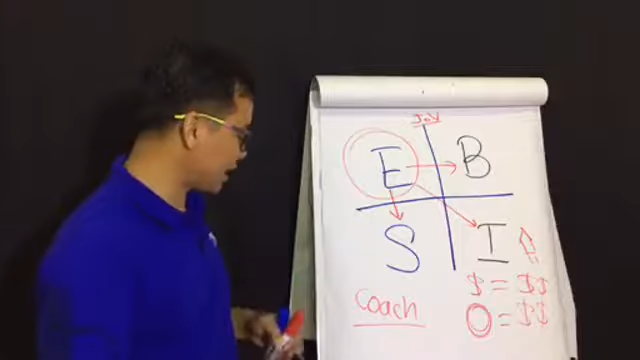 J.O.V
E B
S I
$ = $$
Coach
O = $$